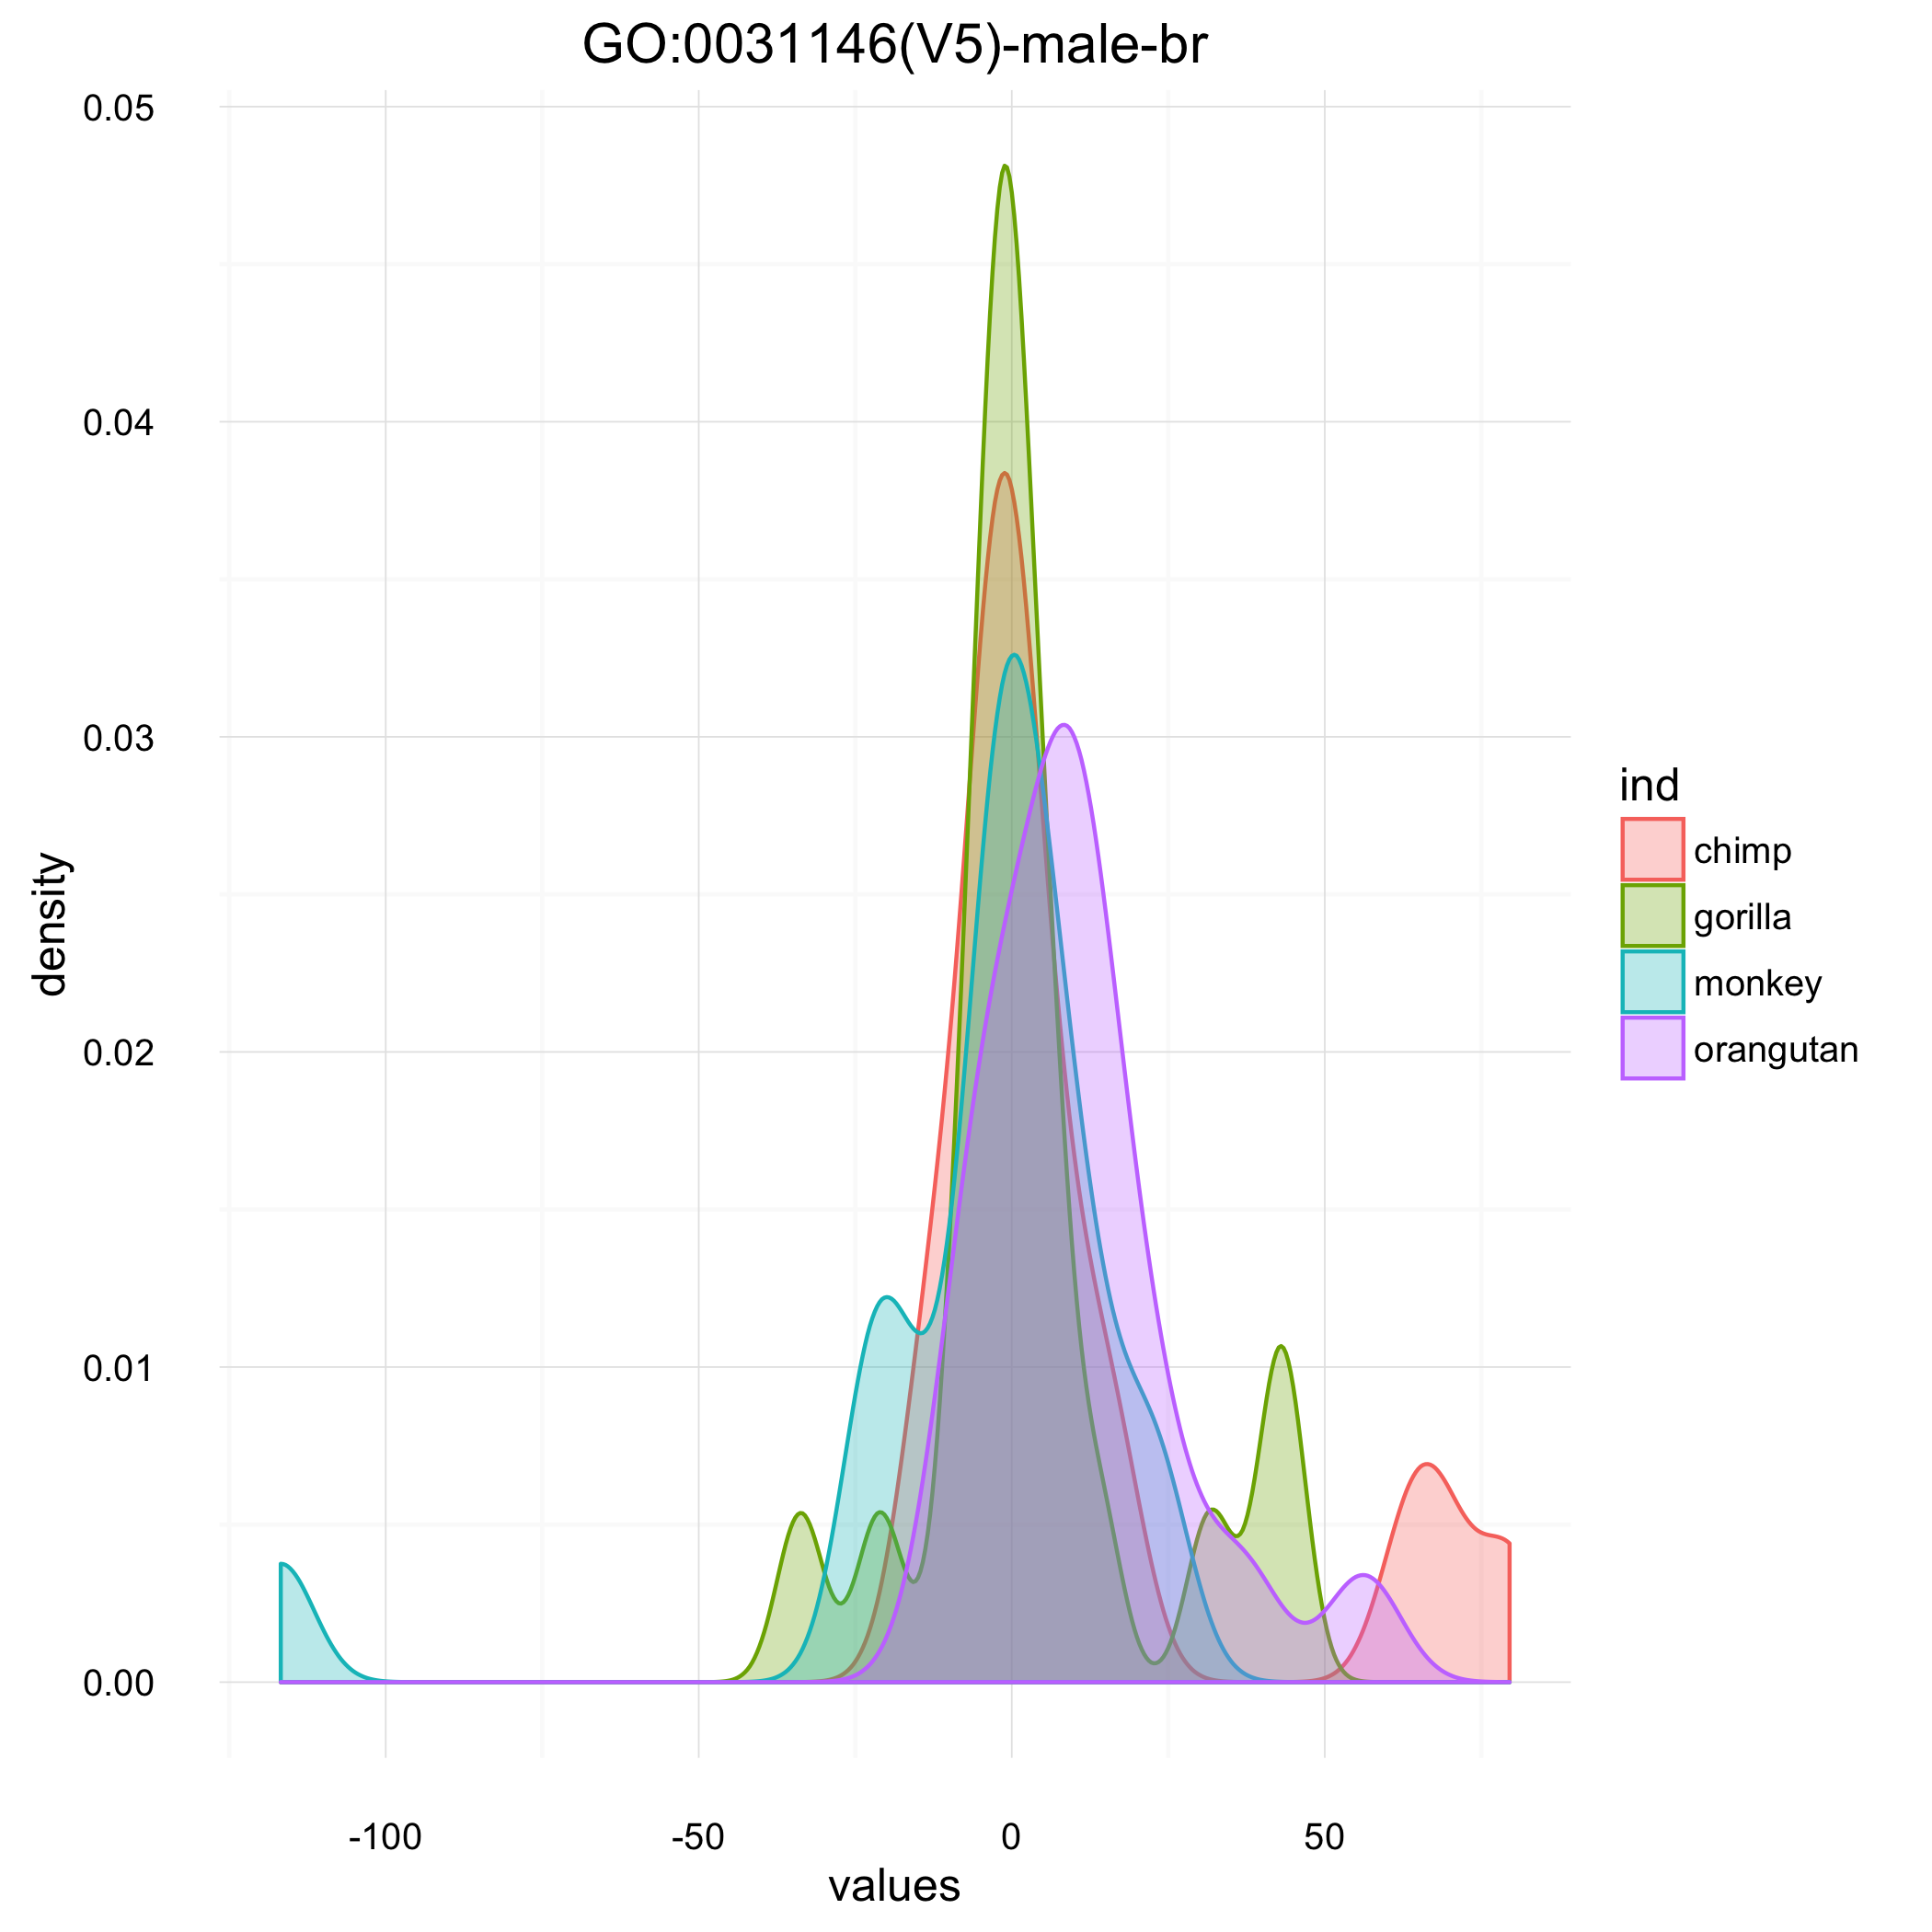 GO:0031146(V5)-male-br
0.05
0.04
0.03
0.02
0.01
0.00
density
-100 -50 0 50
values
ind
chimp
gorilla
monkey
orangutan